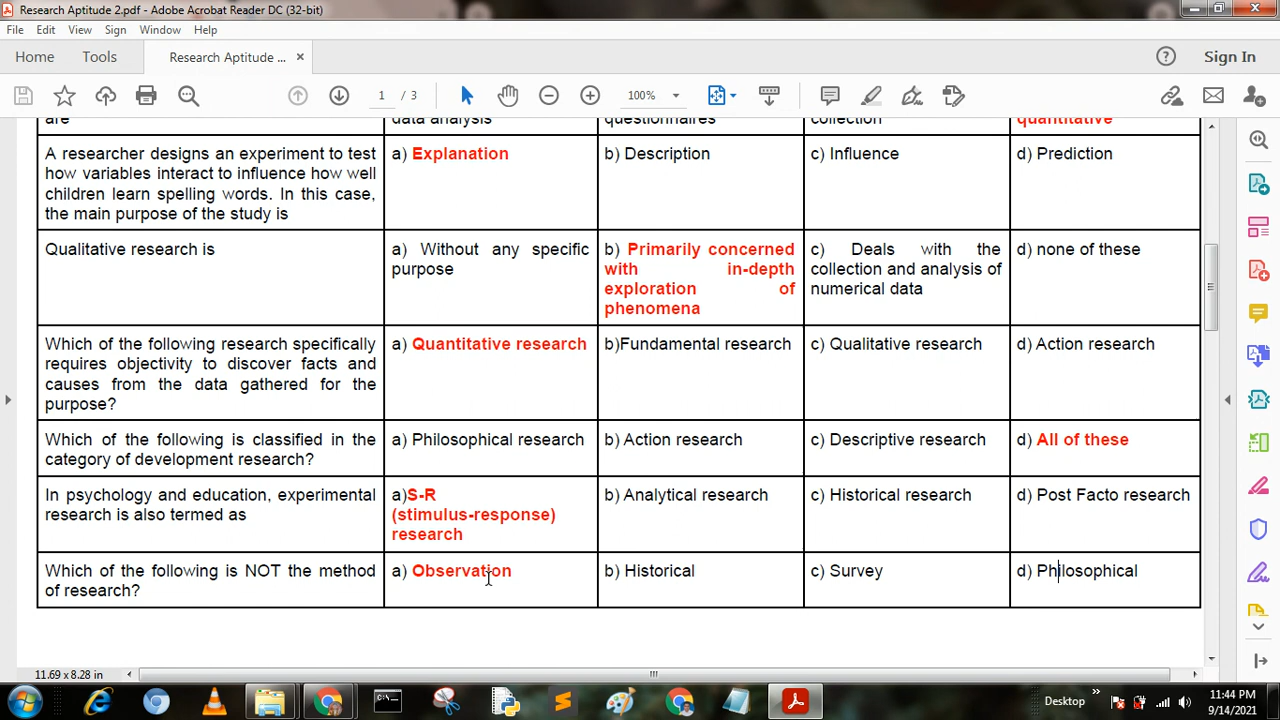 Research Aptitude 2.pdf - Adobe Acrobat Reader DC (32-bit)
File Edit View Sign Window Help
Home Tools Research Aptitude ... × Sign In
1 / 3 100%
are data analysis questionnaires collection quantitative
A researcher designs an experiment to test
how variables interact to influence how well
children learn spelling words. In this case,
the main purpose of the study is
a) Explanation
b) Description
c) Influence
d) Prediction
Qualitative research is
a) Without any specific
purpose
b) Primarily concerned
with in-depth
exploration of
phenomena
c) Deals with the
collection and analysis of
numerical data
d) none of these
Which of the following research specifically
requires objectivity to discover facts and
causes from the data gathered for the
purpose?
a) Quantitative research
b)Fundamental research
c) Qualitative research
d) Action research
Which of the following is classified in the
category of development research?
a) Philosophical research
b) Action research
c) Descriptive research
d) All of these
In psychology and education, experimental
research is also termed as
a)S-R
(stimulus-response)
research
b) Analytical research
c) Historical research
d) Post Facto research
Which of the following is NOT the method
of research?
a) Observation
b) Historical
c) Survey
d) Philosophical
11.69 x 8.28 in
Desktop
11:44 PM
9/14/2021